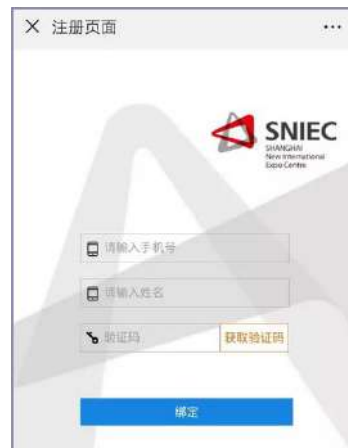 注册页面
SNIEC
SHANGHAI
New International
Expo Centre
请输入手机号
请输入姓名
验证码 获取验证码
绑定